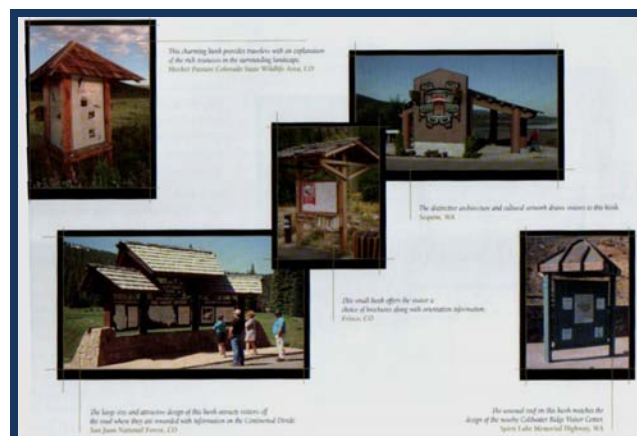 This charming kiosk provides travelers with an explanation
of the rich resources in the surrounding landscape.
Colorado State Wildlife Area, CO
The distinctive architecture and cultural artwork draws visitors to this kiosk.
Sequim, WA
This small kiosk offers the visitor a
choice of brochures along with orientation information.
Frisco, CO
The large size and attractive design of this kiosk attracts visitors off
the road where they are rewarded with information on the Continental Divide.
San Juan National Forest, CO
The unusual roof on this kiosk matches the
design of the nearby Coldwater Ridge Visitor Center.
Spirit Lake Memorial Highway, WA